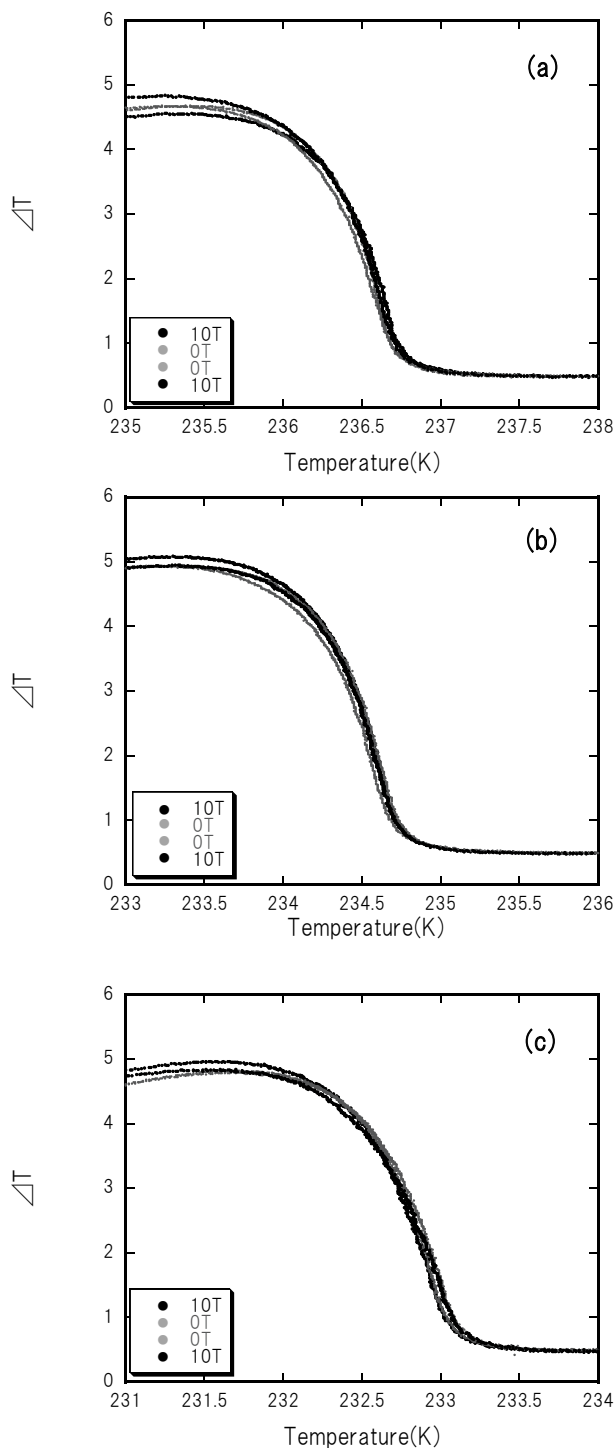 (a)
6
5
4
3
2
1
0
⊿T
10T
0T
0T
10T
235 235.5 236 236.5 237 237.5 238
Temperature(K)
(b)
6
5
4
3
2
1
0
⊿T
10T
0T
0T
10T
233 233.5 234 234.5 235 235.5 236
Temperature(K)
(c)
6
5
4
3
2
1
0
⊿T
10T
0T
0T
10T
231 231.5 232 232.5 233 233.5 234
Temperature(K)